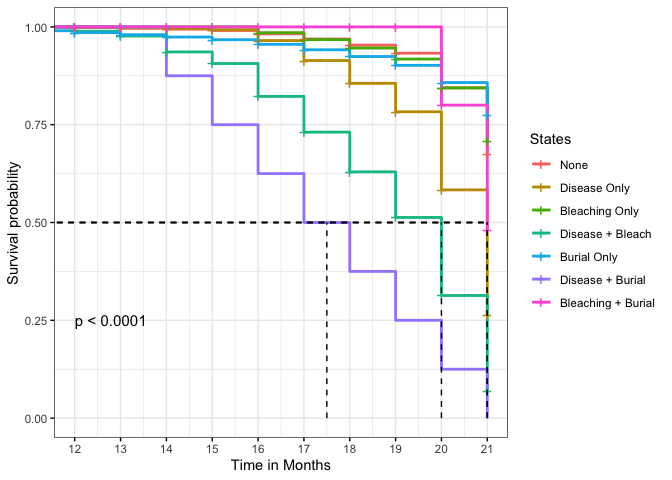 1.00
0.75
0.50
0.25
0.00
Survival probability
p < 0.0001
12 13 14 15 16 17 18 19 20 21
Time in Months
States
None
Disease Only
Bleaching Only
Disease + Bleach
Burial Only
Disease + Burial
Bleaching + Burial